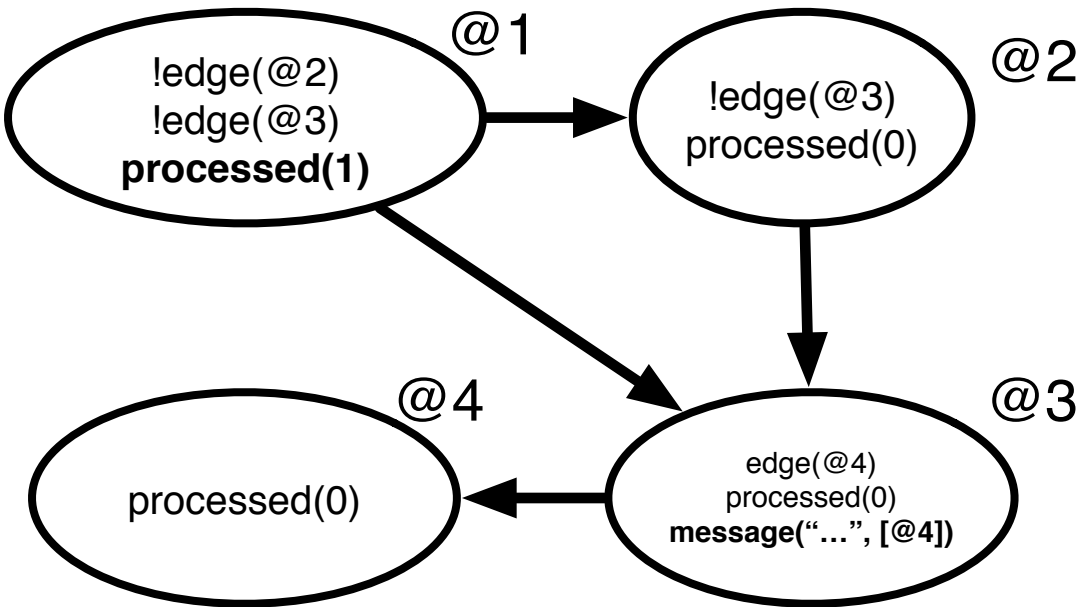 @1
!edge(@2)
!edge(@3)
processed(1)
@2
!edge(@3)
processed(0)
@4
processed(0)
@3
edge(@4)
processed(0)
message(“...”, [@4])